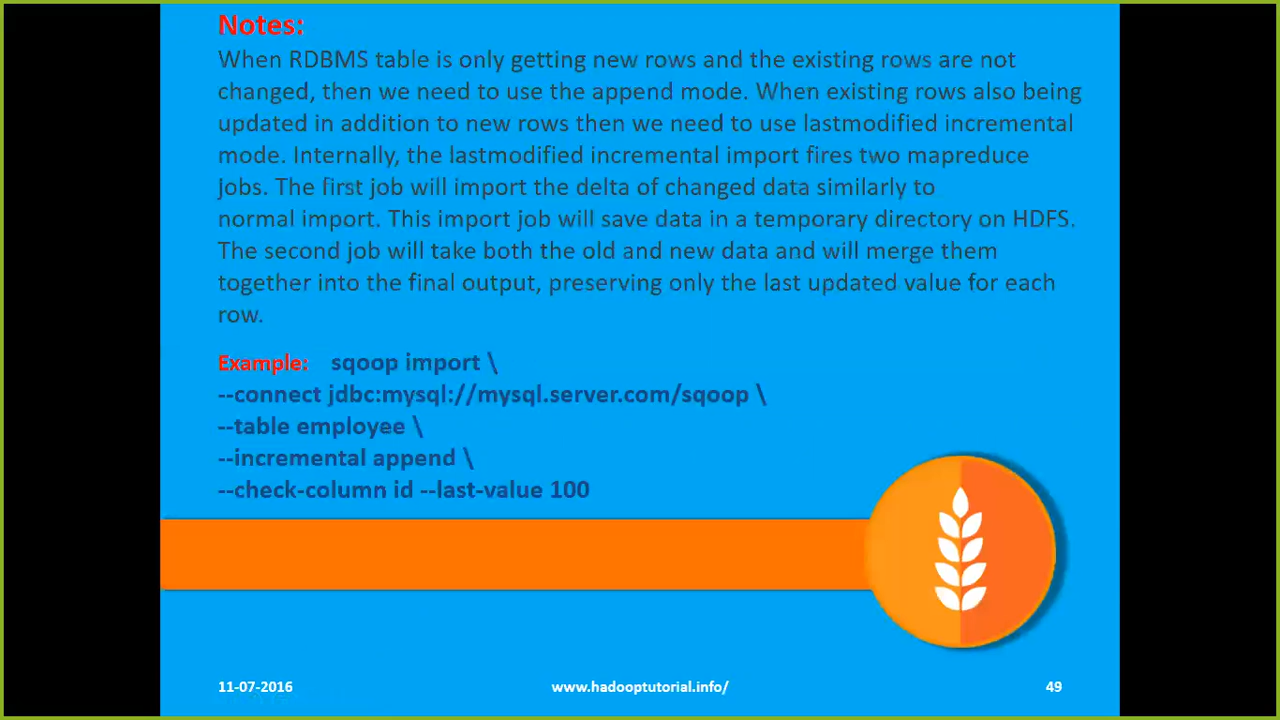 Notes:
When RDBMS table is only getting new rows and the existing rows are not
changed, then we need to use the append mode. When existing rows also being
updated in addition to new rows then we need to use lastmodified incremental
mode. Internally, the lastmodified incremental import fires two mapreduce
jobs. The first job will import the delta of changed data similarly to
normal import. This import job will save data in a temporary directory on HDFS.
The second job will take both the old and new data and will merge them
together into the final output, preserving only the last updated value for each
row.
Example: sqoop import \
--connect jdbc:mysql://mysql.server.com/sqoop \
--table employee \
--incremental append \
--check-column id --last-value 100
11-07-2016
www.hadooptutorial.info/
49